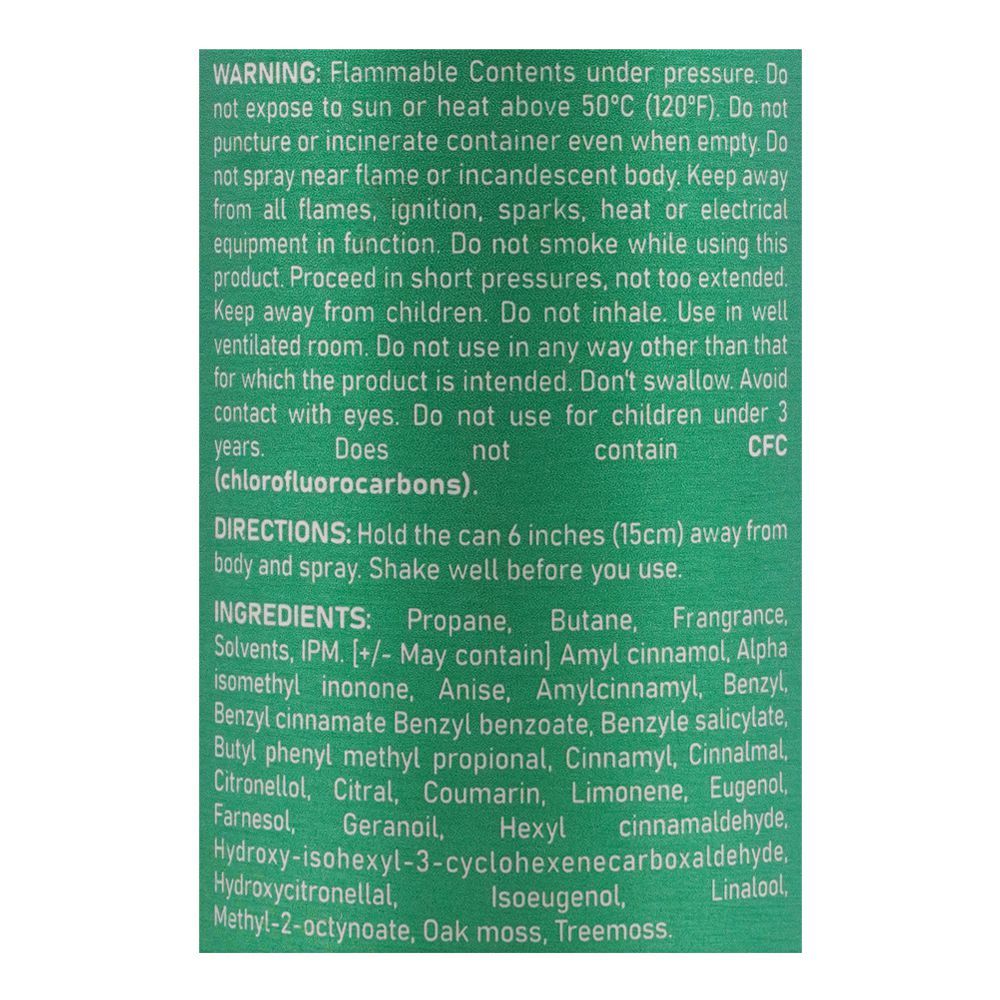 WARNING: Flammable Contents under pressure. Do
not expose to sun or heat above 50°C (120°F). Do not
puncture or incinerate container even when empty. Do
not spray near flame or incandescent body. Keep away
from all flames, ignition, sparks, heat or electrical
equipment in function. Do not smoke while using this
product. Proceed in short pressures, not too extended.
Keep away from children. Do not inhale. Use in well
ventilated room. Do not use in any way other than that
for which the product is intended. Don't swallow. Avoid
contact with eyes. Do not use for children under 3
years. Does not contain CFC
(chlorofluorocarbons).
DIRECTIONS: Hold the can 6 inches (15cm) away from
body and spray. Shake well before you use.
INGREDIENTS: Propane, Butane, Frangrance,
Solvents, IPM. [+/- May contain] Amyl cinnamol, Alpha
isomethyl inonone, Anise, Amylcinnamyl, Benzyl,
Benzyl cinnamate Benzyl benzoate, Benzyle salicylate,
Butyl phenyl methyl propional, Cinnamyl, Cinnalmal,
Citronellol, Citral, Coumarin, Limonene, Eugenol,
Farnesol, Geranoil, Hexyl cinnamaldehyde,
Hydroxy-isohexyl-3-cyclohexenecarboxaldehyde,
Hydroxycitronellal, Isoeugenol, Linalool,
Methyl-2-octynoate, Oak moss, Treemoss.